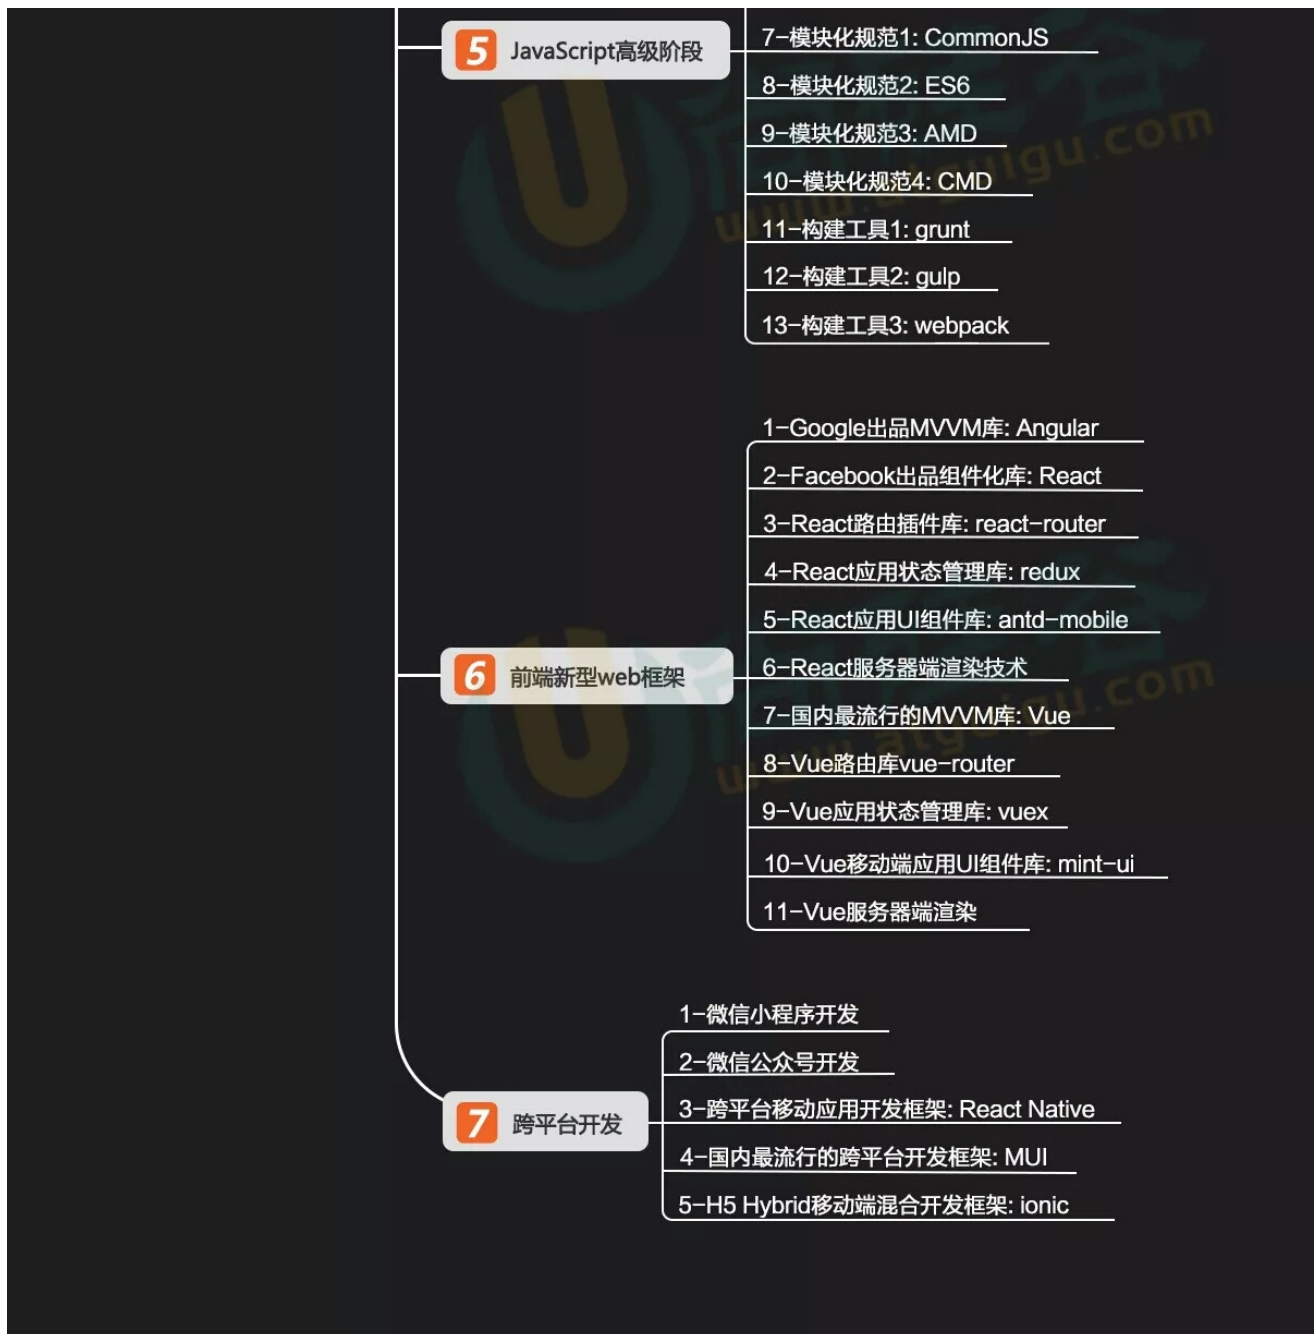 5 JavaScript高级阶段
7-模块化规范1: CommonJS
8-模块化规范2: ES6
9-模块化规范3: AMD
10-模块化规范4: CMD
11-构建工具1: grunt
12-构建工具2: gulp
13-构建工具3: webpack
www.atguigu.com
6 前端新型web框架
1-Google出品MVVM库: Angular
2-Facebook出品组件化库: React
3-React路由插件库: react-router
4-React应用状态管理库: redux
5-React应用UI组件库: antd-mobile
6-React服务器端渲染技术
7-国内最流行的MVVM库: Vue
8-Vue路由库vue-router
9-Vue应用状态管理库: vuex
10-Vue移动端应用UI组件库: mint-ui
11-Vue服务器端渲染
www.atguigu.com
7 跨平台开发
1-微信小程序开发
2-微信公众号开发
3-跨平台移动应用开发框架: React Native
4-国内最流行的跨平台开发框架: MUI
5-H5 Hybrid移动端混合开发框架: ionic